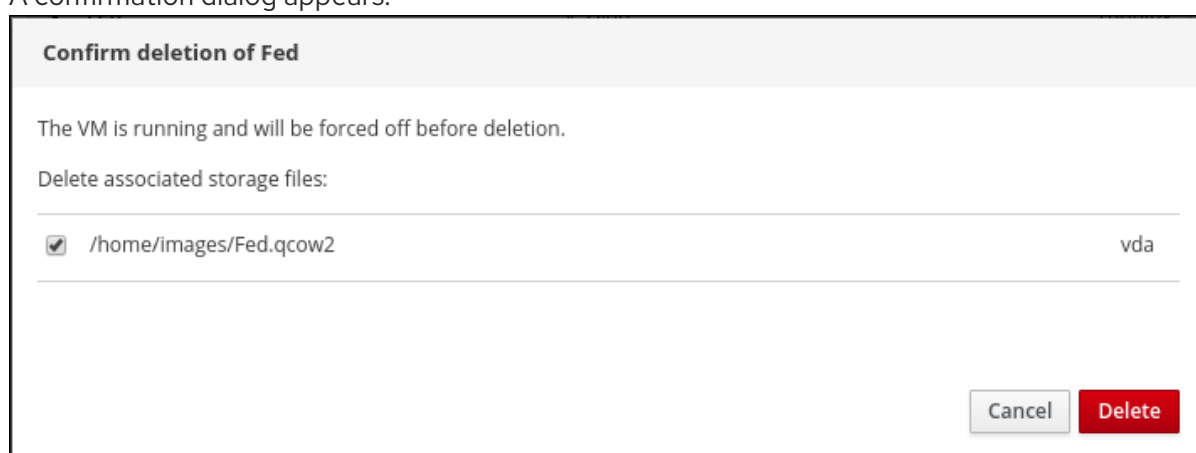 A confirmation dialog appears.
Confirm deletion of Fed
The VM is running and will be forced off before deletion.
Delete associated storage files:
/home/images/Fed.qcow2 vda
Cancel Delete